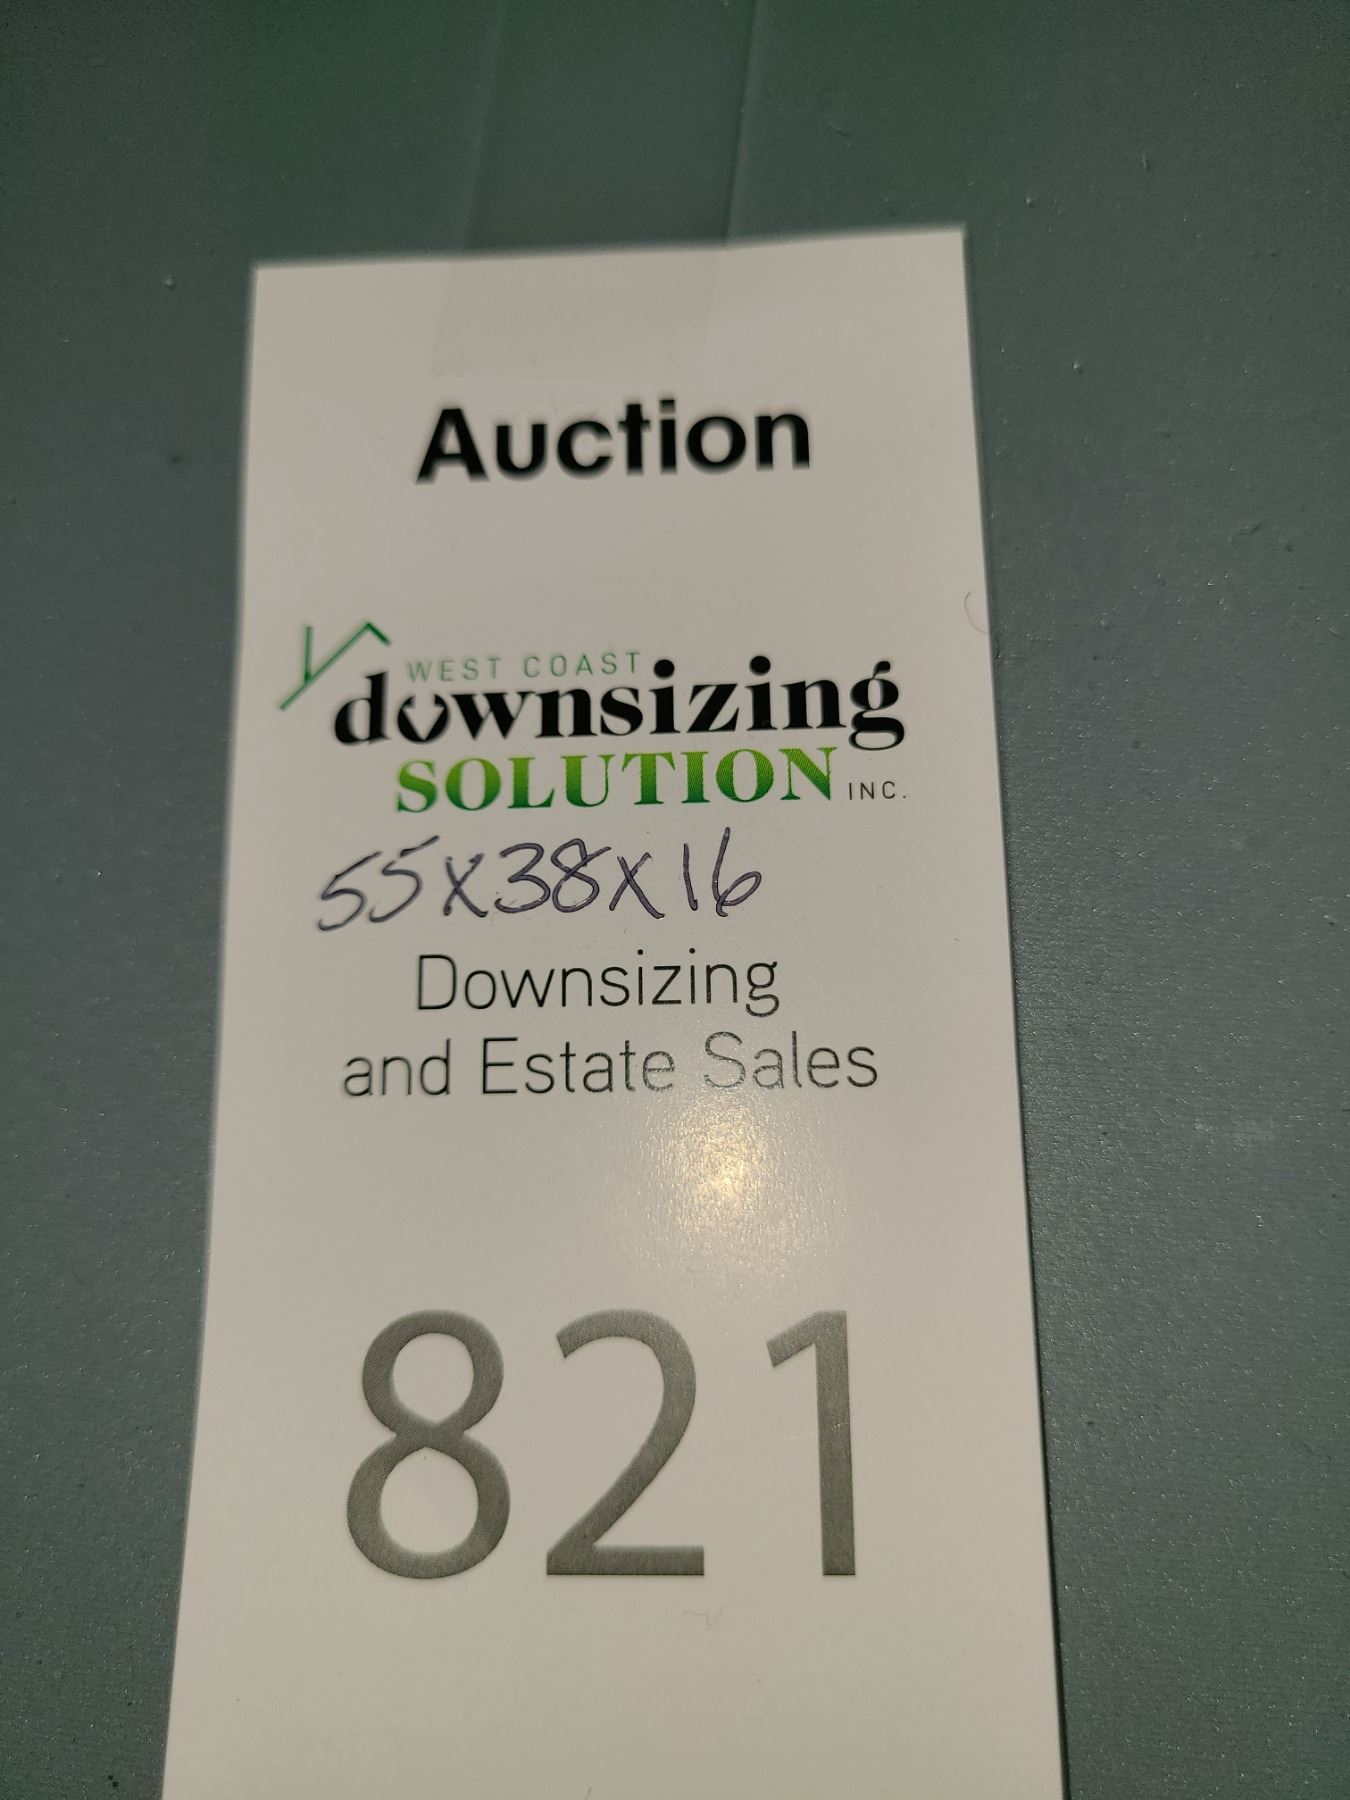 Auction
WEST COAST
downsizing
SOLUTION INC.
55x38x16
Downsizing
and Estate Sales
821